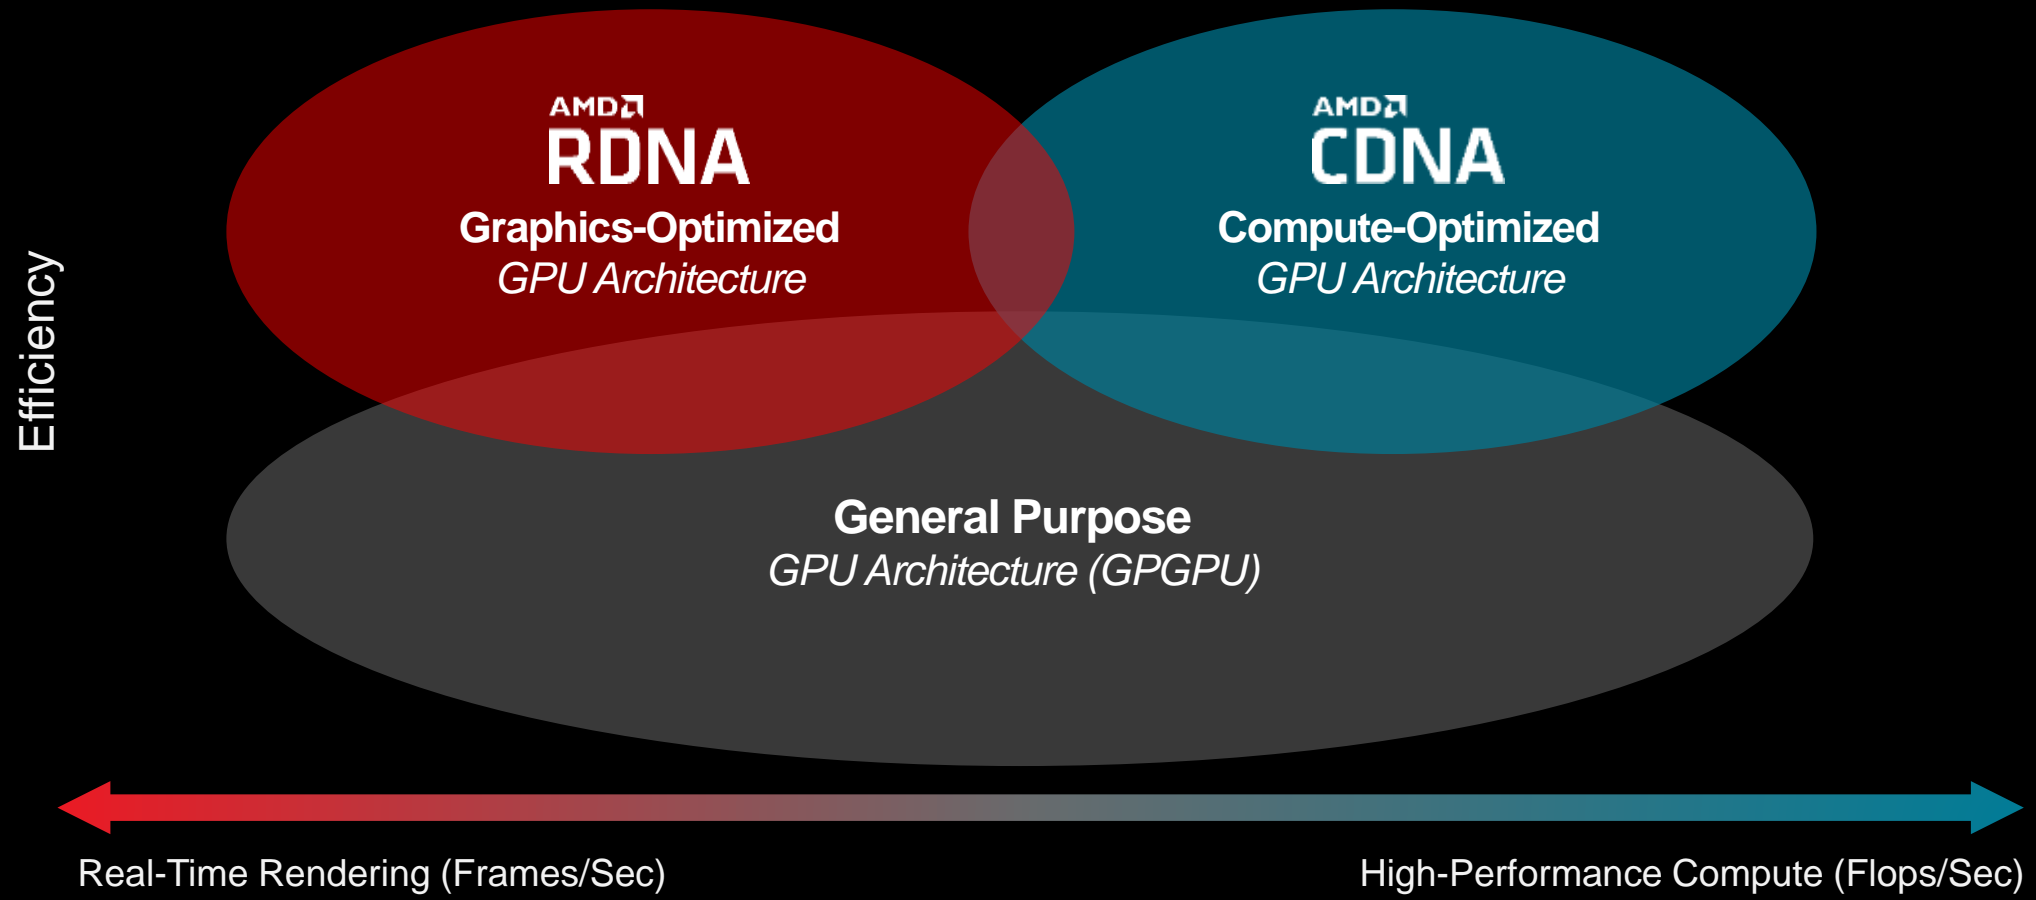 AMD
RDNA
Graphics-Optimized
GPU Architecture
AMD
CDNA
Compute-Optimized
GPU Architecture
Efficiency
General Purpose
GPU Architecture (GPGPU)
Real-Time Rendering (Frames/Sec)
High-Performance Compute (Flops/Sec)